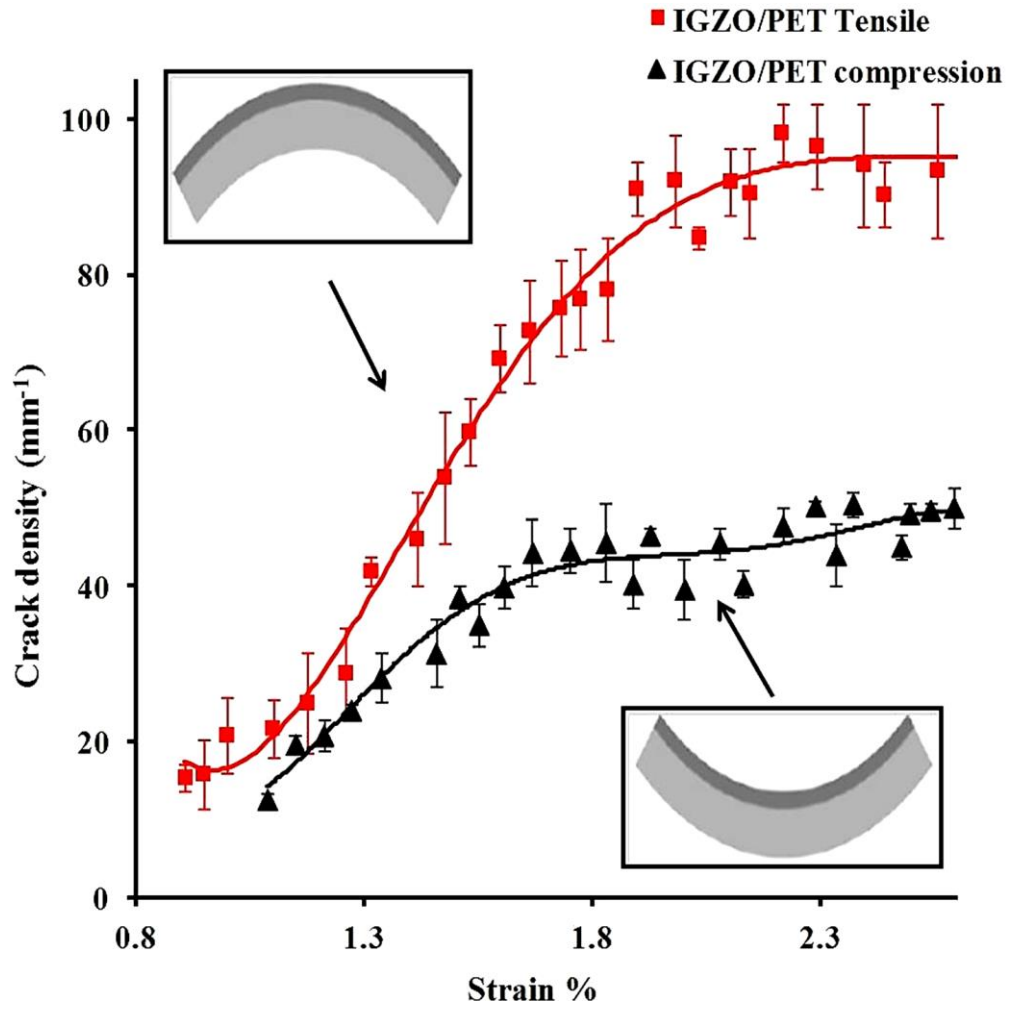 IGZO/PET Tensile
IGZO/PET compression
100
80
60
40
20
0
Crack density (mm⁻¹)
0.8 1.3 1.8 2.3
Strain %